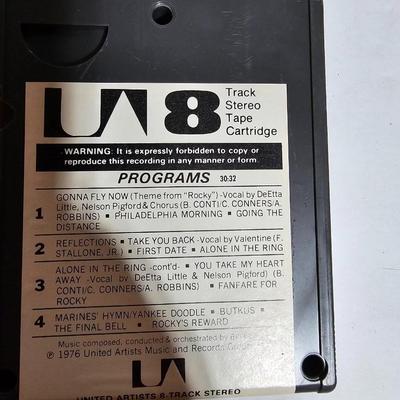 UA 8 Track
Stereo
Tape
Cartridge
WARNING: It is expressly forbidden to copy or
reproduce this recording in any manner or form
PROGRAMS 30:32
1 GONNA FLY NOW (Theme from "Rocky") -Vocal by DeEtta
Little, Nelson Pigford & Chorus (B. CONTI/C. CONNERS/A.
ROBBINS) ▪ PHILADELPHIA MORNING ▪ GOING THE
DISTANCE
2 REFLECTIONS ▪ TAKE YOU BACK -Vocal by Valentine (F.
STALLONE, JR.) ▪ FIRST DATE ▪ ALONE IN THE RING
3 ALONE IN THE RING -cont'd- ▪ YOU TAKE MY HEART
AWAY -Vocal by DeEtta Little & Nelson Pigford) (B.
CONTI/C. CONNERS/A. ROBBINS) ▪ FANFARE FOR
ROCKY
4 MARINES' HYMN/YANKEE DOODLE ▪ BUTKUS ▪
THE FINAL BELL ▪ ROCKY'S REWARD
Music composed, conducted & orchestrated by
℗ 1976 United Artists Music and Records
UA
UNITED ARTISTS 8-TRACK STEREO